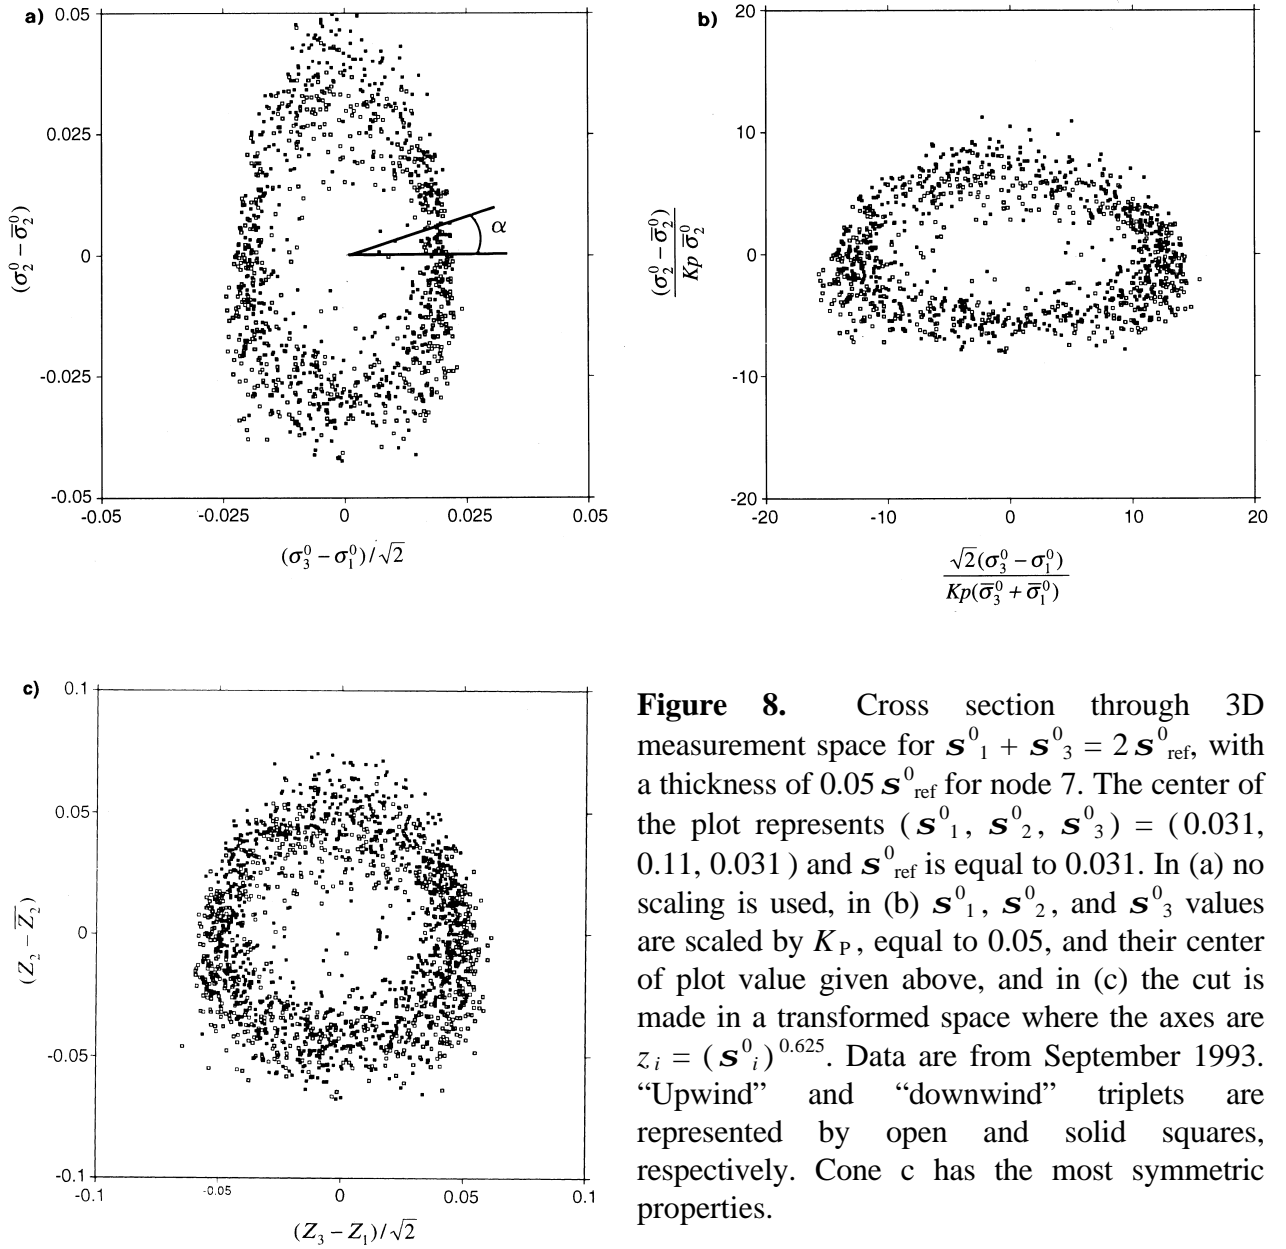 a)
0.05
0.025
0
-0.025
-0.05
(σ₂⁰ − σ̅₂⁰)
α
-0.05 -0.025 0 0.025 0.05
(σ₃⁰ − σ₁⁰)/√2
b)
20
10
0
-10
-20
(σ₂⁰ − σ̅₂⁰)
Kp σ̅₂⁰
-20 -10 0 10 20
√2(σ₃⁰ − σ₁⁰)
Kp(σ̅₃⁰ + σ̅₁⁰)
c)
0.1
0.05
0
-0.05
-0.1
(Z₂ − Z̅₂)
-0.1 -0.05 0 0.05 0.1
(Z₃ − Z₁)/√2
Figure 8. Cross section through 3D
measurement space for s⁰₁ + s⁰₃ = 2 s⁰ref, with
a thickness of 0.05 s⁰ref for node 7. The center of
the plot represents (s⁰₁, s⁰₂, s⁰₃) = (0.031,
0.11, 0.031) and s⁰ref is equal to 0.031. In (a) no
scaling is used, in (b) s⁰₁, s⁰₂, and s⁰₃ values
are scaled by KP, equal to 0.05, and their center
of plot value given above, and in (c) the cut is
made in a transformed space where the axes are
zi = (s⁰i)^0.625. Data are from September 1993.
“Upwind” and “downwind” triplets are
represented by open and solid squares,
respectively. Cone c has the most symmetric
properties.